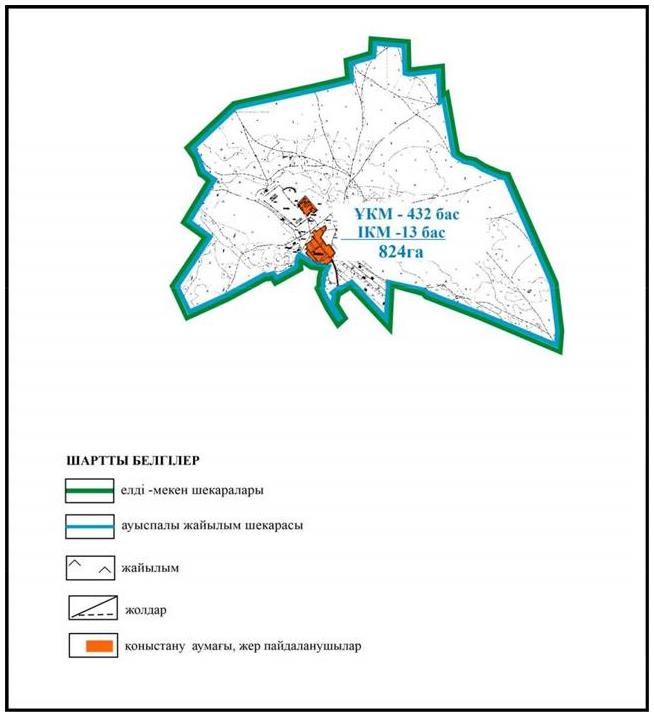 ҰКМ - 432 бас
ІКМ -13 бас
824га
ШАРТТЫ БЕЛГІЛЕР
елді -мекен шекаралары
ауыспалы жайылым шекарасы
жайылым
жолдар
қоныстану аумағы, жер пайдаланушылар